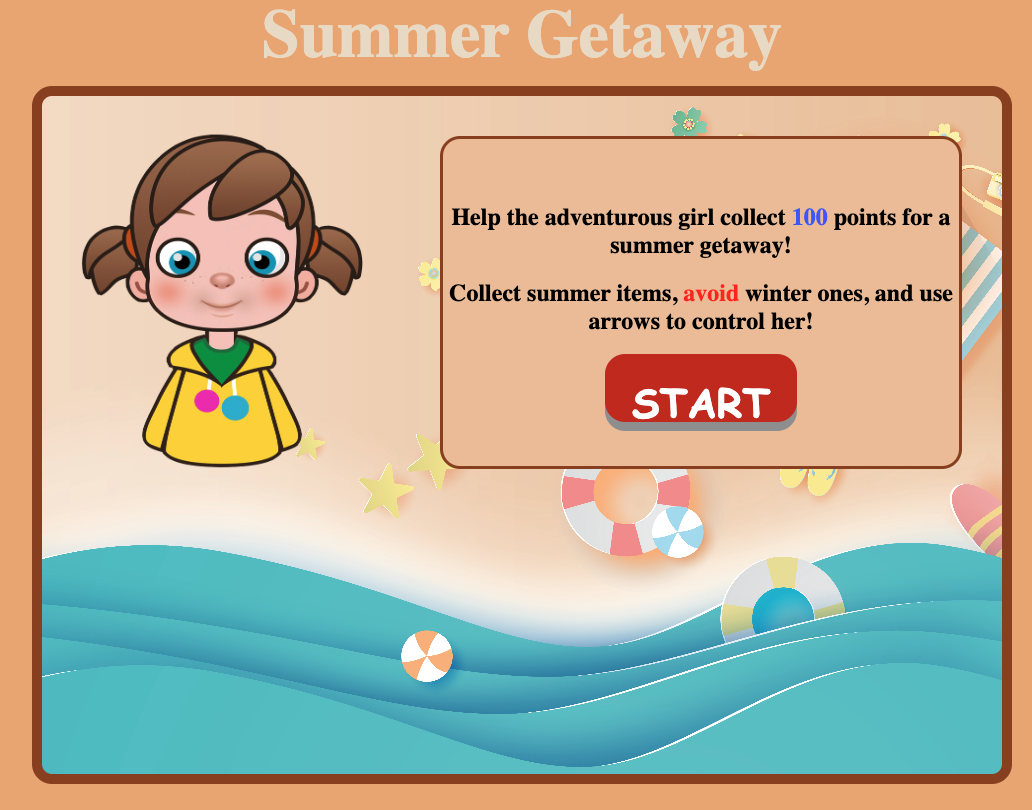 Summer Getaway
Help the adventurous girl collect 100 points for a
summer getaway!
Collect summer items, avoid winter ones, and use
arrows to control her!
START